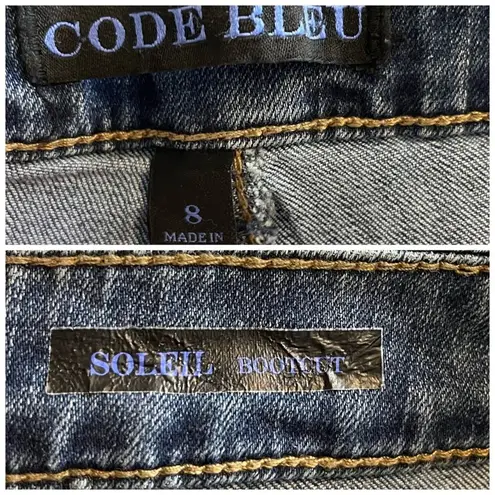 CODE BLEU
8
MADE IN
SOLEIL BOOTCUT